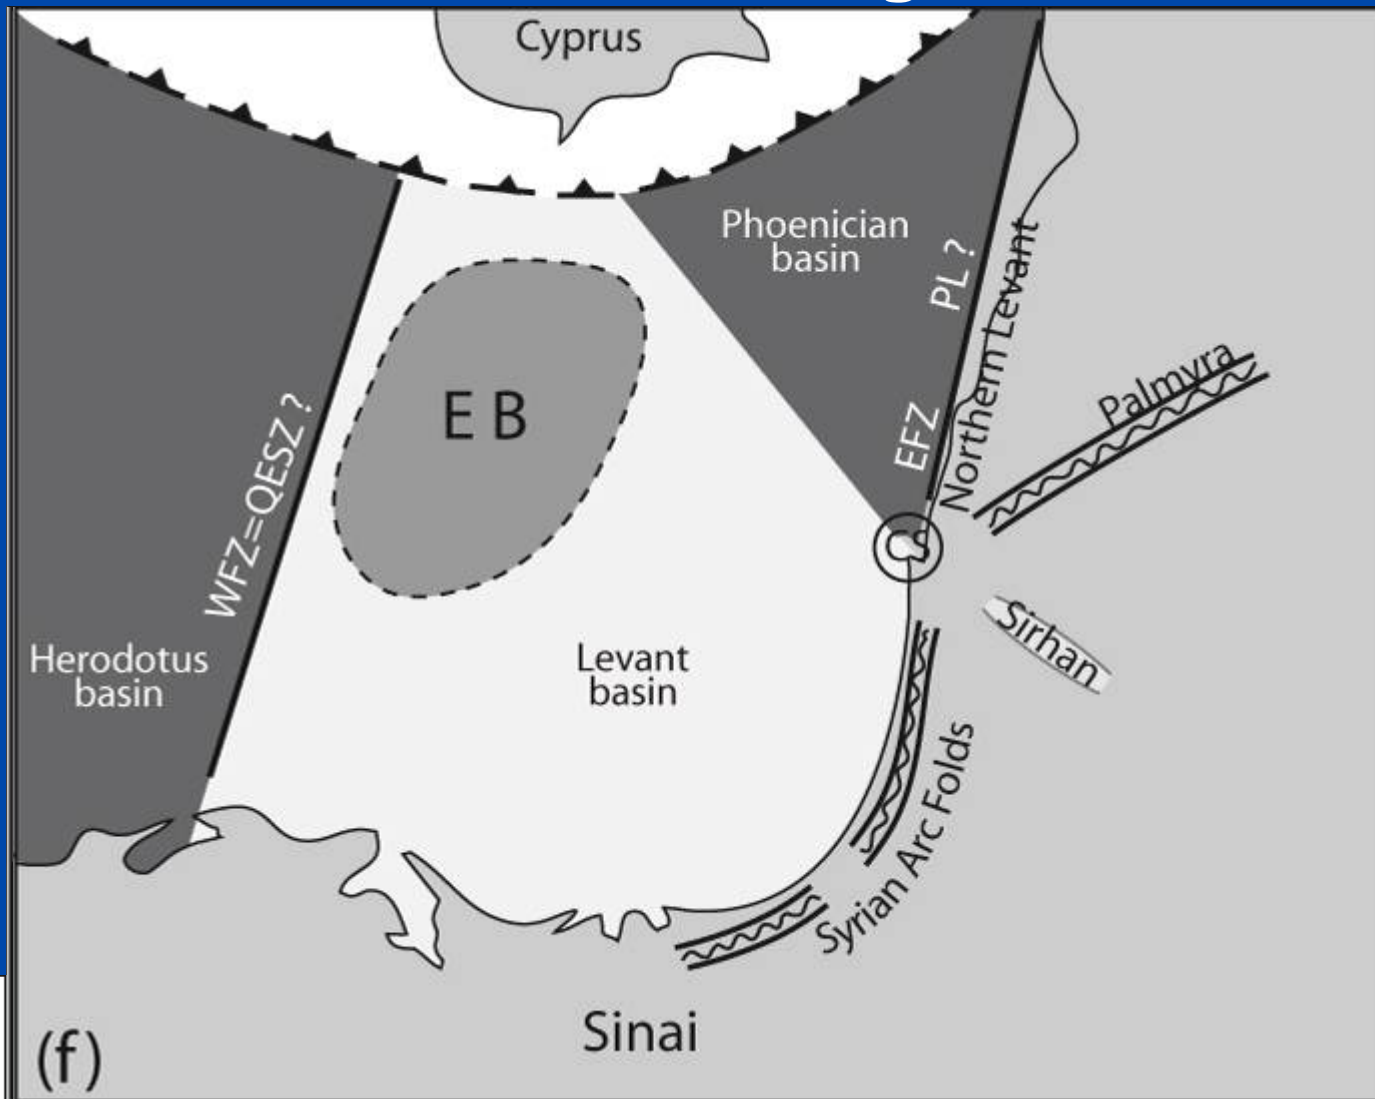 Cyprus
Phoenician
basin
PL ?
Northern Levant
Palmyra
E B
EFZ
WFZ=QESZ ?
CS
Sirhan
Herodotus
basin
Levant
basin
Syrian Arc Folds
Sinai
(f)